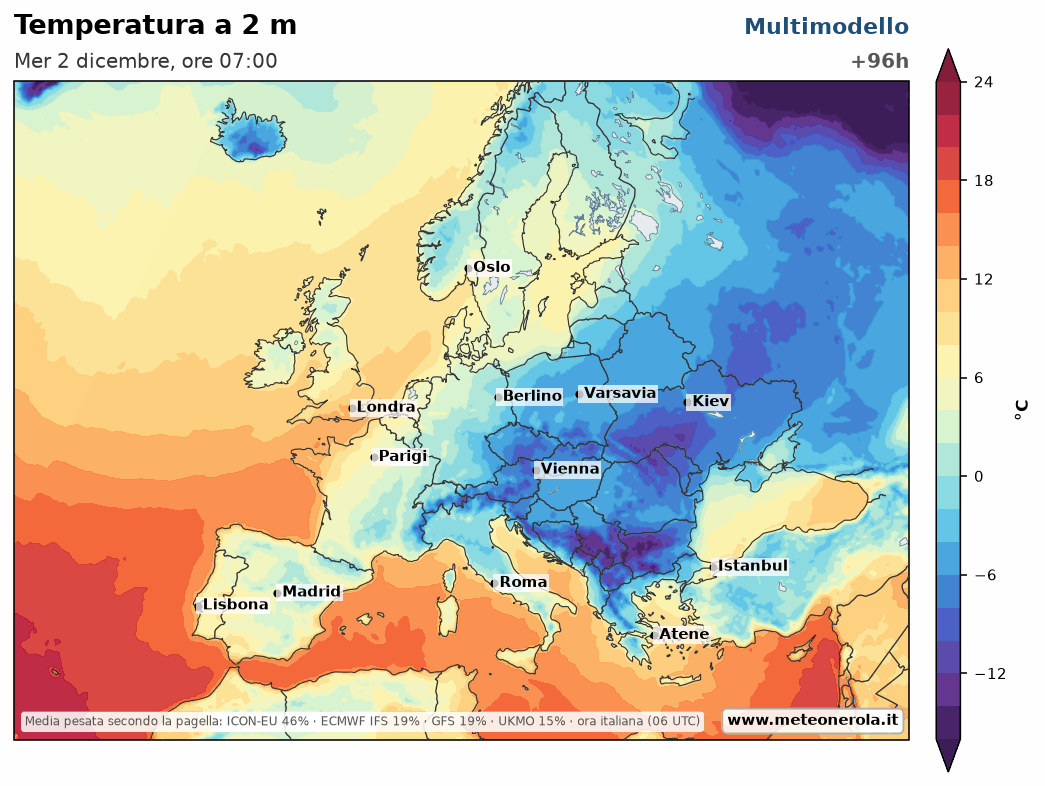 Temperatura a 2 m
Multimodello
Mer 2 dicembre, ore 07:00
+96h
24
18
12
6
0
−6
−12
°C
Oslo
Berlino
Varsavia
Kiev
Londra
Parigi
Vienna
Istanbul
Roma
Madrid
Lisbona
Atene
Media pesata secondo la pagella: ICON-EU 46% · ECMWF IFS 19% · GFS 19% · UKMO 15% · ora italiana (06 UTC)
www.meteonerola.it